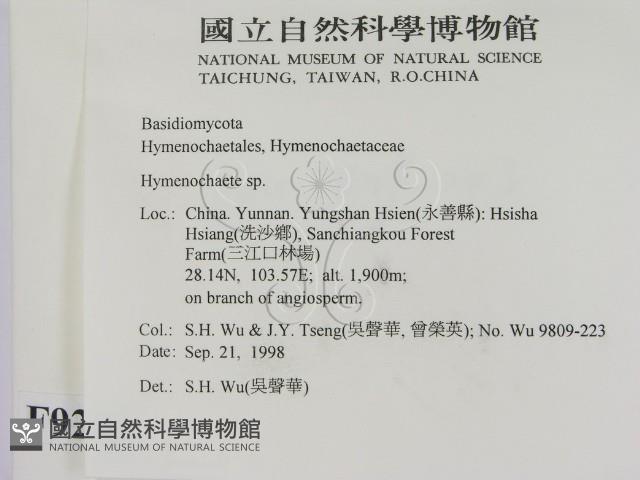 國立自然科學博物館
NATIONAL MUSEUM OF NATURAL SCIENCE
TAICHUNG, TAIWAN, R.O.CHINA
Basidiomycota
Hymenochaetales, Hymenochaetaceae
Hymenochaete sp.
Loc.: China. Yunnan. Yungshan Hsien(永善縣): Hsisha
Hsiang(洗沙鄉), Sanchiangkou Forest
Farm(三江口林場)
28.14N, 103.57E; alt. 1,900m;
on branch of angiosperm.
Col.: S.H. Wu & J.Y. Tseng(吳聲華, 曾榮英); No. Wu 9809-223
Date: Sep. 21, 1998
Det.: S.H. Wu(吳聲華)
國立自然科學博物館
NATIONAL MUSEUM OF NATURAL SCIENCE